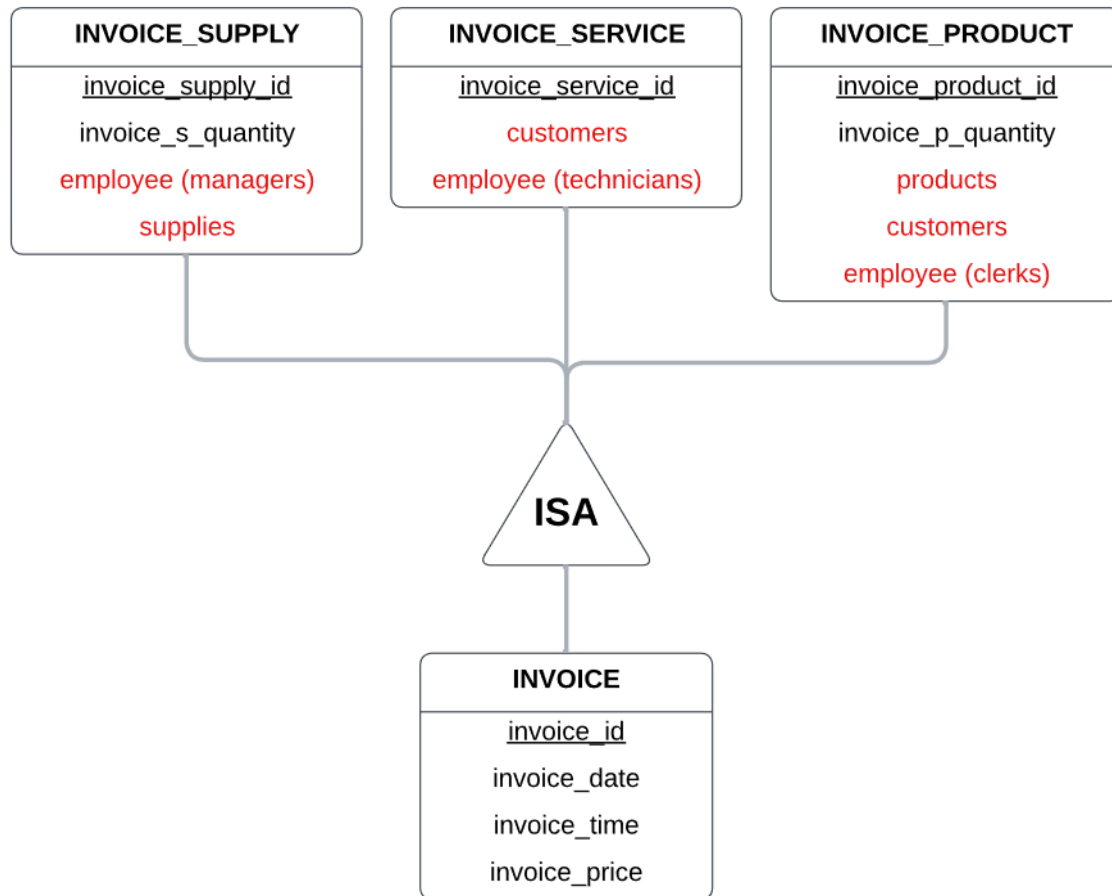 INVOICE_SUPPLY
invoice_supply_id
invoice_s_quantity
employee (managers)
supplies
INVOICE_SERVICE
invoice_service_id
customers
employee (technicians)
INVOICE_PRODUCT
invoice_product_id
invoice_p_quantity
products
customers
employee (clerks)
ISA
INVOICE
invoice_id
invoice_date
invoice_time
invoice_price